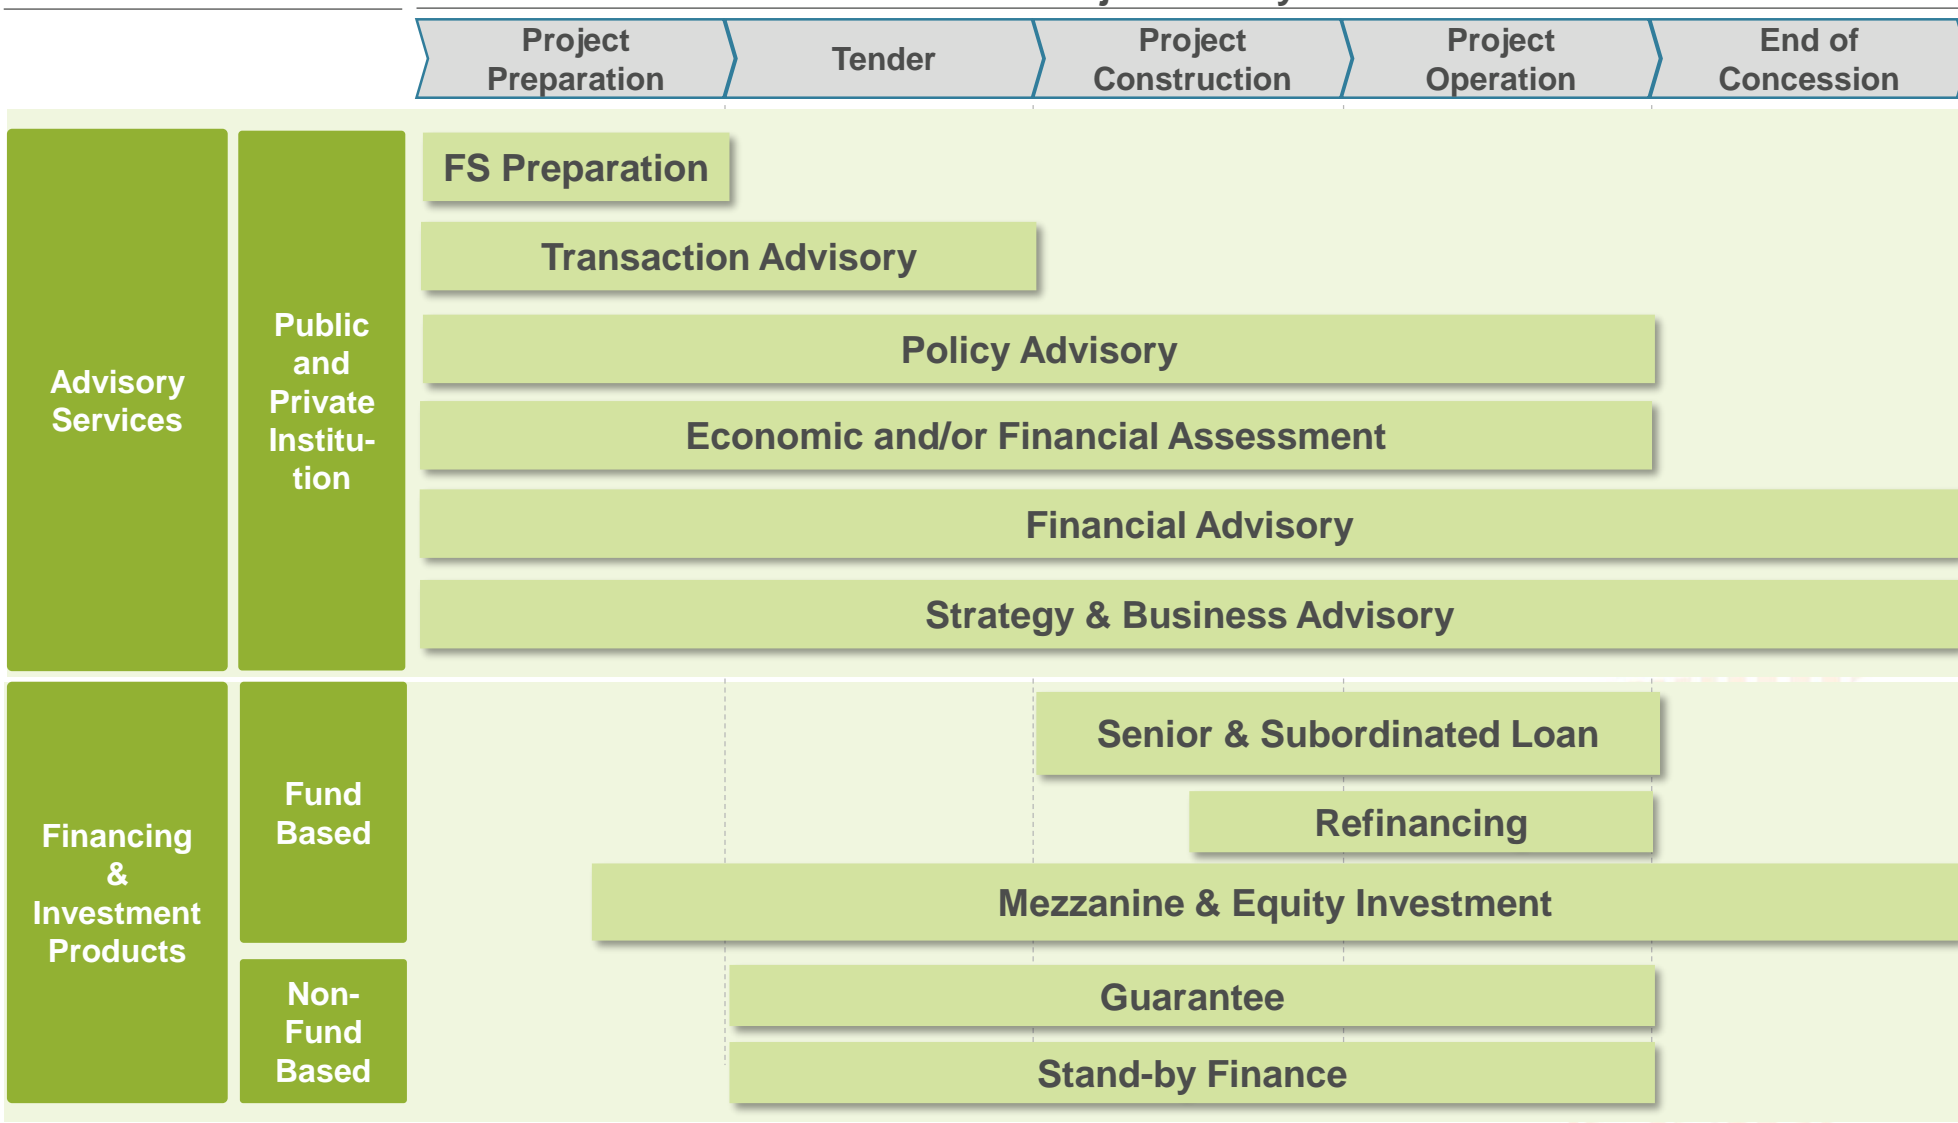 Project
Preparation
Tender
Project
Construction
Project
Operation
End of
Concession
Advisory
Services
Public
and
Private
Institu-
tion
FS Preparation
Transaction Advisory
Policy Advisory
Economic and/or Financial Assessment
Financial Advisory
Strategy & Business Advisory
Financing
&
Investment
Products
Fund
Based
Senior & Subordinated Loan
Refinancing
Mezzanine & Equity Investment
Non-
Fund
Based
Guarantee
Stand-by Finance